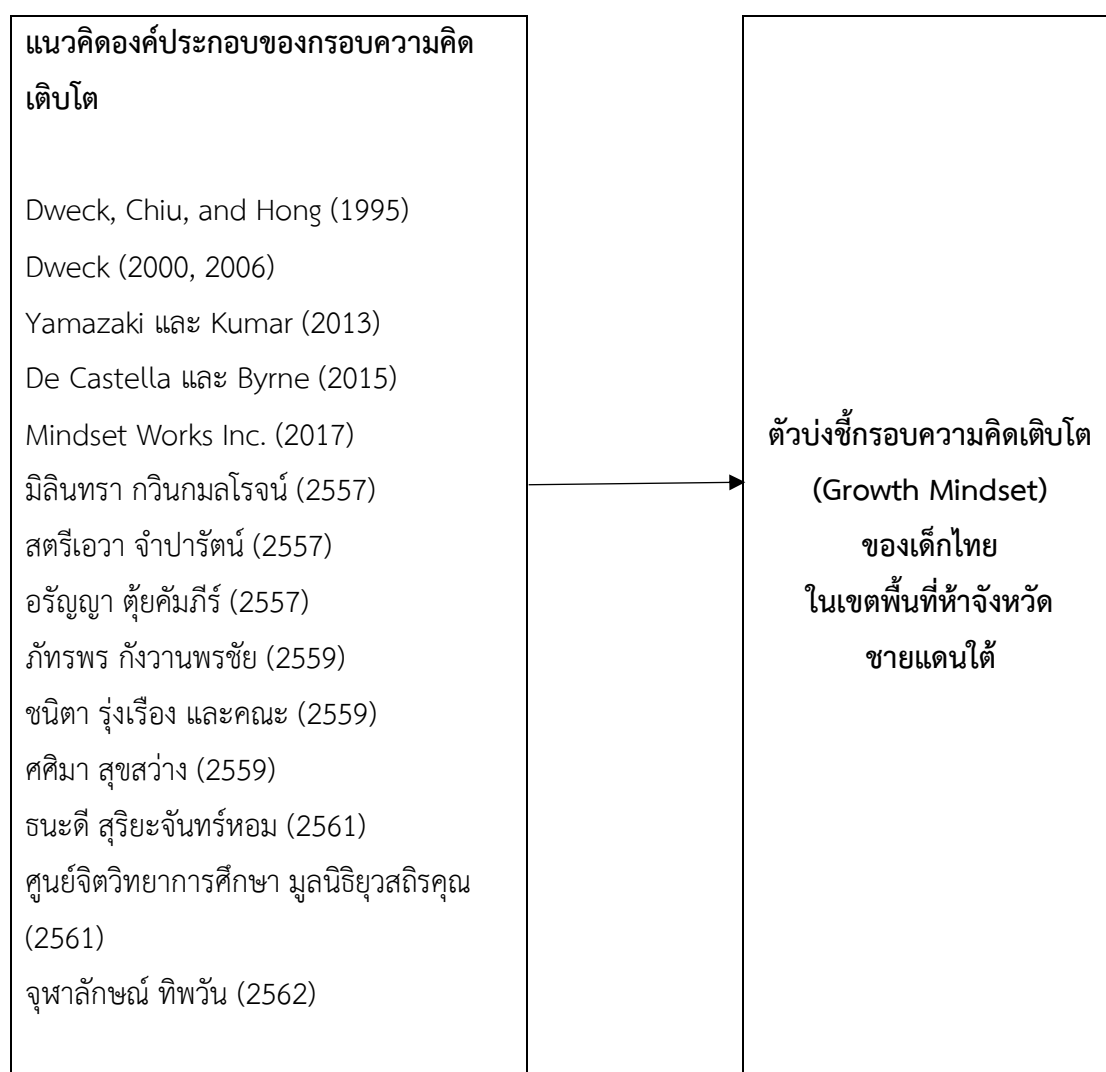 แนวคิดองค์ประกอบของกรอบความคิด
เติบโต
Dweck, Chiu, and Hong (1995)
Dweck (2000, 2006)
Yamazaki และ Kumar (2013)
De Castella และ Byrne (2015)
Mindset Works Inc. (2017)
มิลินทรา กวินกมลโรจน์ (2557)
สตรีเอวา จำปารัตน์ (2557)
อรัญญา ตุ้ยคัมภีร์ (2557)
ภัทรพร กังวานพรชัย (2559)
ชนิตา รุ่งเรือง และคณะ (2559)
ศศิมา สุขสว่าง (2559)
ธนะดี สุริยะจันทร์หอม (2561)
ศูนย์จิตวิทยาการศึกษา มูลนิธิยุวสถิรคุณ
(2561)
จุฬาลักษณ์ ทิพวัน (2562)
ตัวบ่งชี้กรอบความคิดเติบโต
(Growth Mindset)
ของเด็กไทย
ในเขตพื้นที่ห้าจังหวัด
ชายแดนใต้